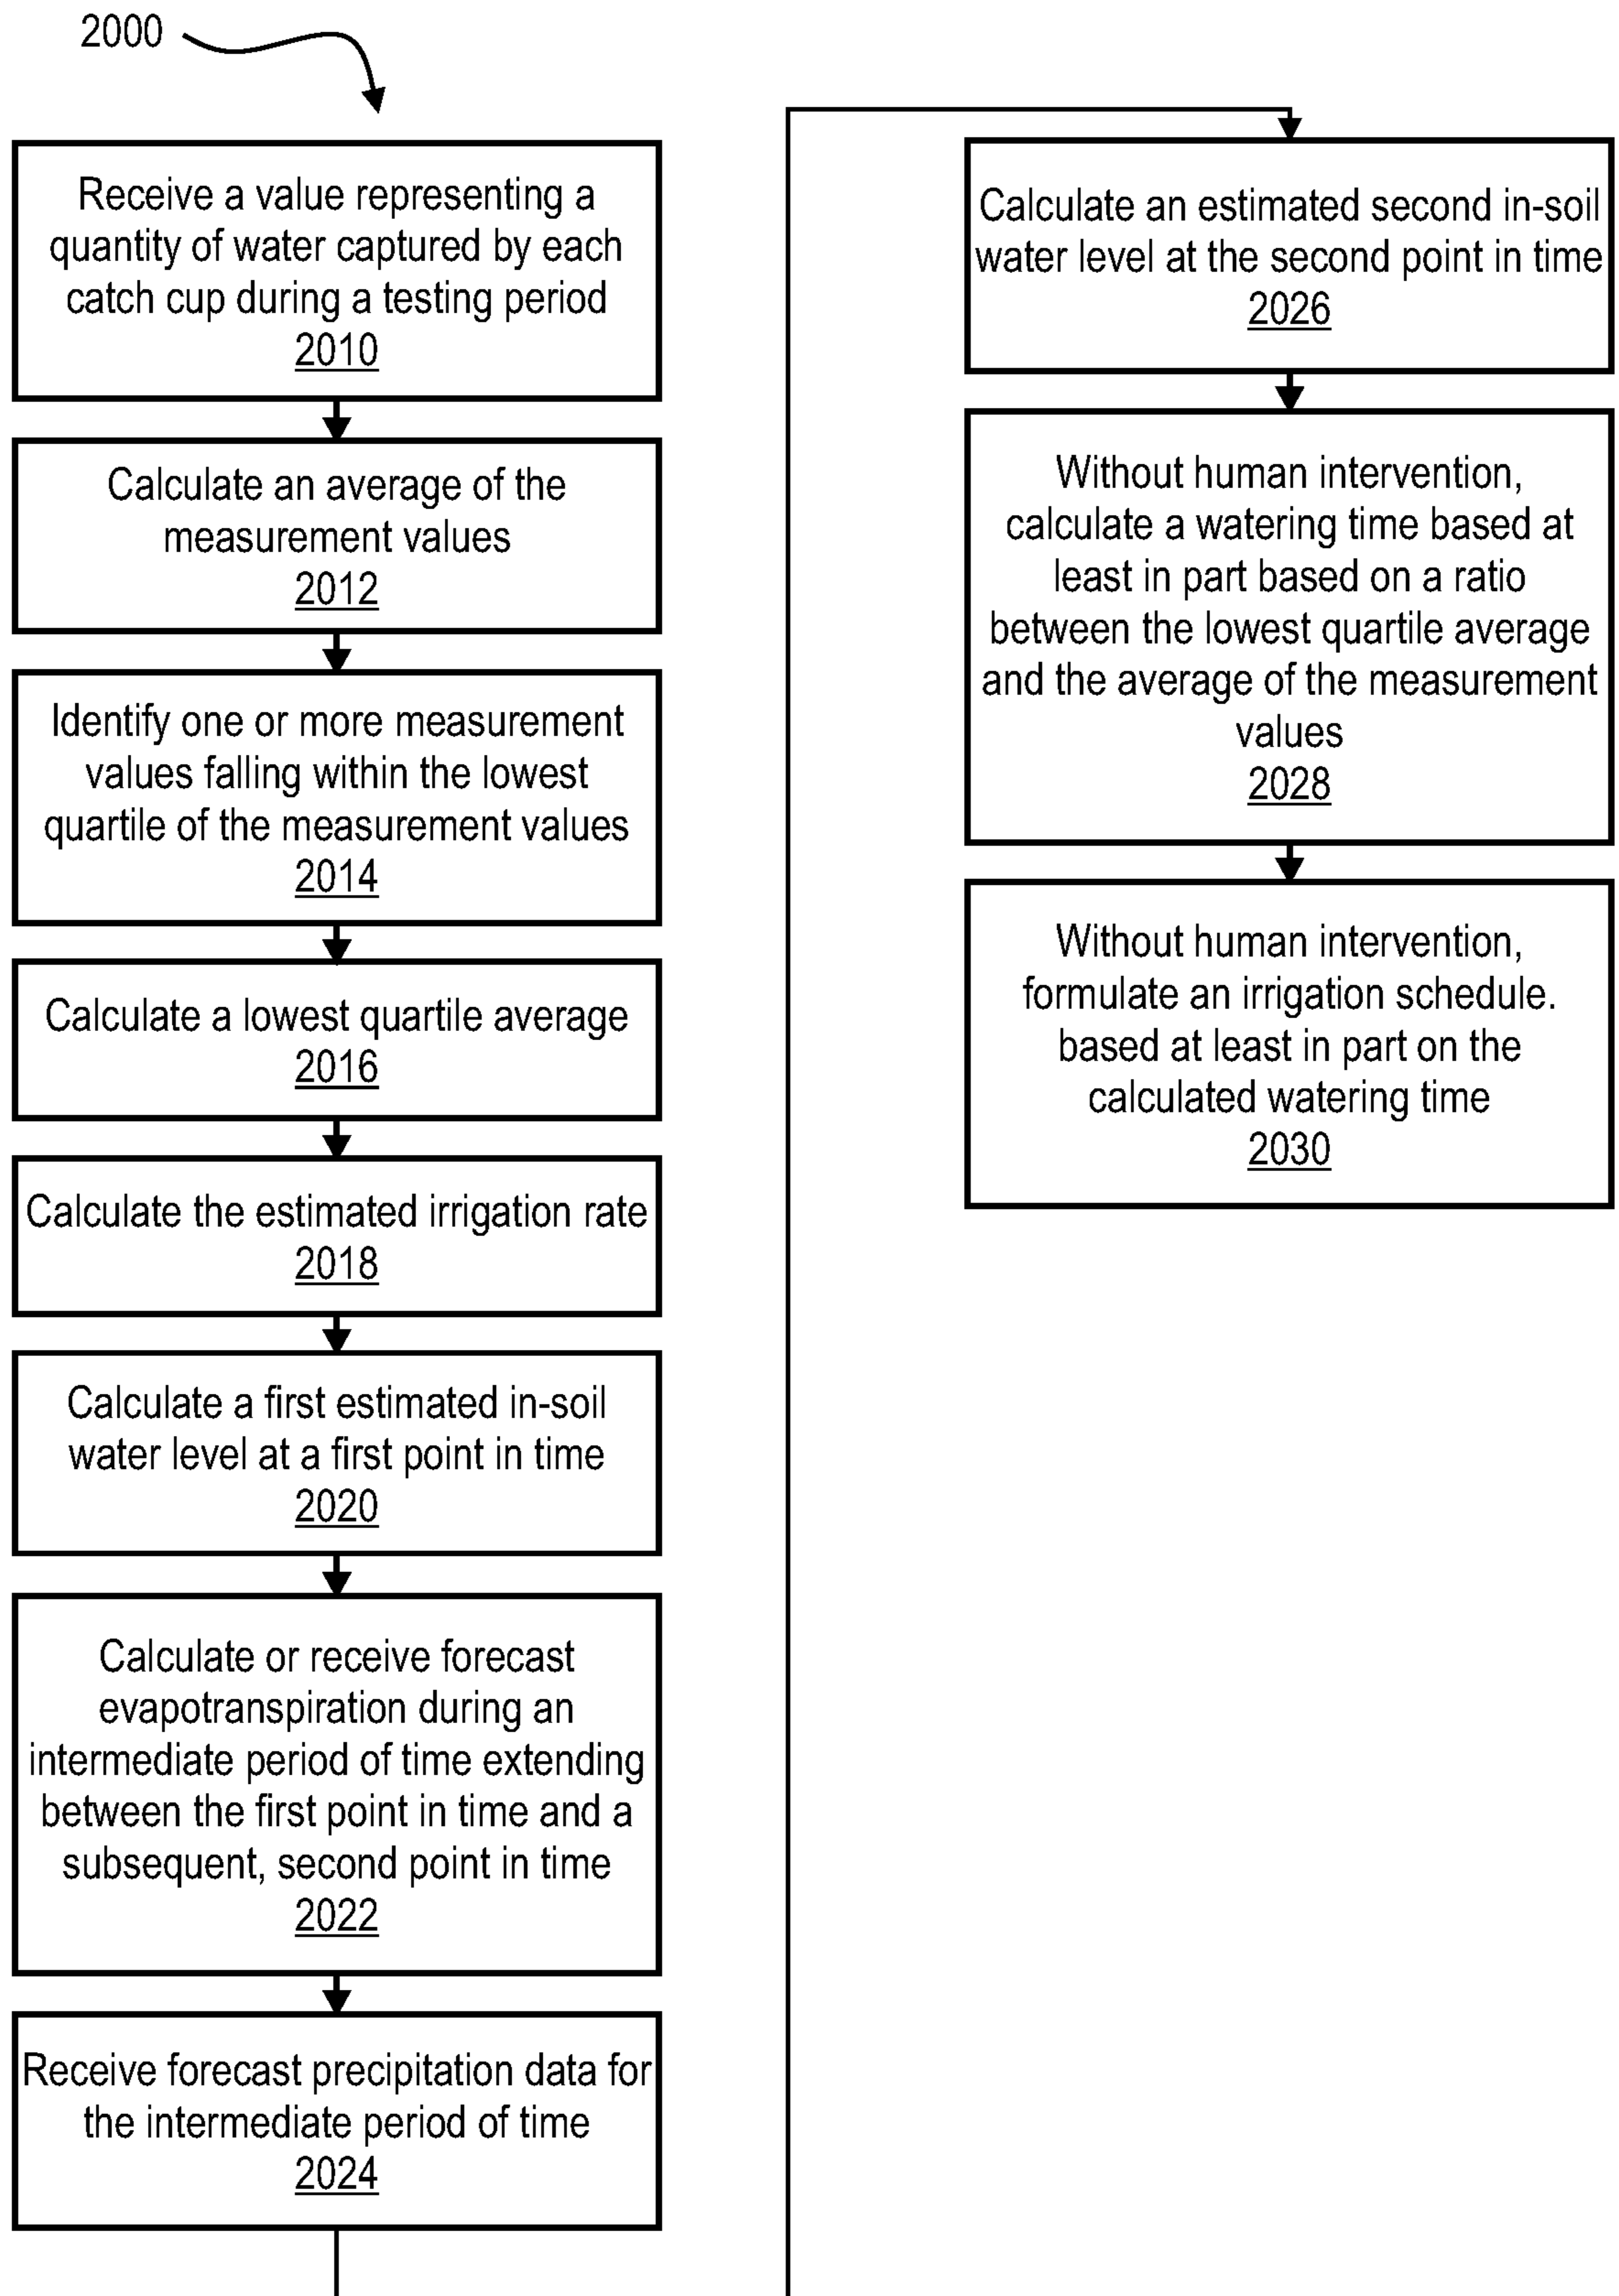 2000
Receive a value representing a
quantity of water captured by each
catch cup during a testing period
2010
Calculate an average of the
measurement values
2012
Identify one or more measurement
values falling within the lowest
quartile of the measurement values
2014
Calculate a lowest quartile average
2016
Calculate the estimated irrigation rate
2018
Calculate a first estimated in-soil
water level at a first point in time
2020
Calculate or receive forecast
evapotranspiration during an
intermediate period of time extending
between the first point in time and a
subsequent, second point in time
2022
Receive forecast precipitation data for
the intermediate period of time
2024
Calculate an estimated second in-soil
water level at the second point in time
2026
Without human intervention,
calculate a watering time based at
least in part based on a ratio
between the lowest quartile average
and the average of the measurement
values
2028
Without human intervention,
formulate an irrigation schedule.
based at least in part on the
calculated watering time
2030